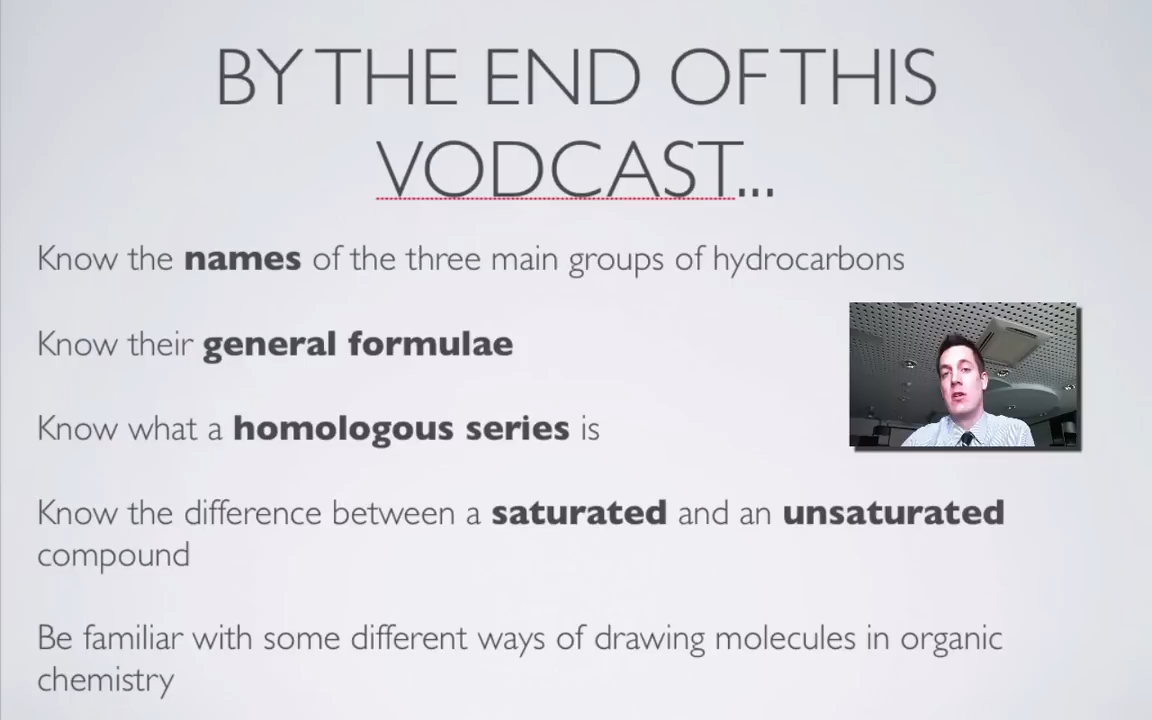 BY THE END OF THIS
VODCAST...
Know the names of the three main groups of hydrocarbons
Know their general formulae
Know what a homologous series is
Know the difference between a saturated and an unsaturated
compound
Be familiar with some different ways of drawing molecules in organic
chemistry